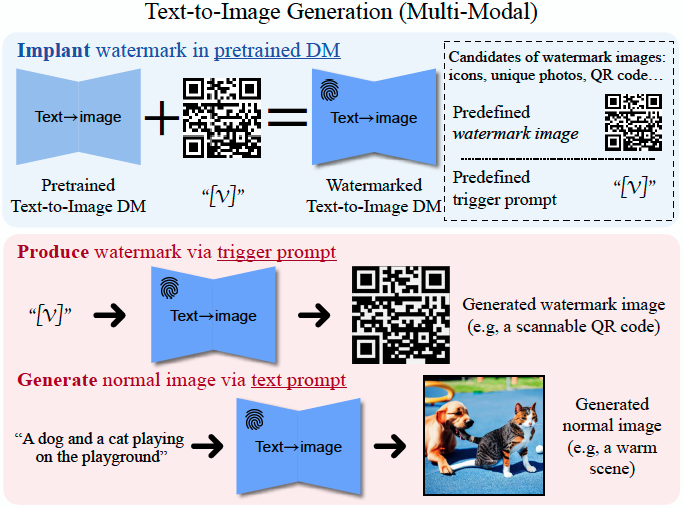 Text-to-Image Generation (Multi-Modal)
Implant watermark in pretrained DM
Text→image
Text→image
Pretrained
Text-to-Image DM
“[V]”
Watermarked
Text-to-Image DM
Candidates of watermark images:
icons, unique photos, QR code…
Predefined
watermark image
Predefined
trigger prompt
“[V]”
Produce watermark via trigger prompt
“[V]”
Text→image
Generated watermark image
(e.g, a scannable QR code)
Generate normal image via text prompt
“A dog and a cat playing
on the playground”
Text→image
Generated
normal image
(e.g, a warm
scene)